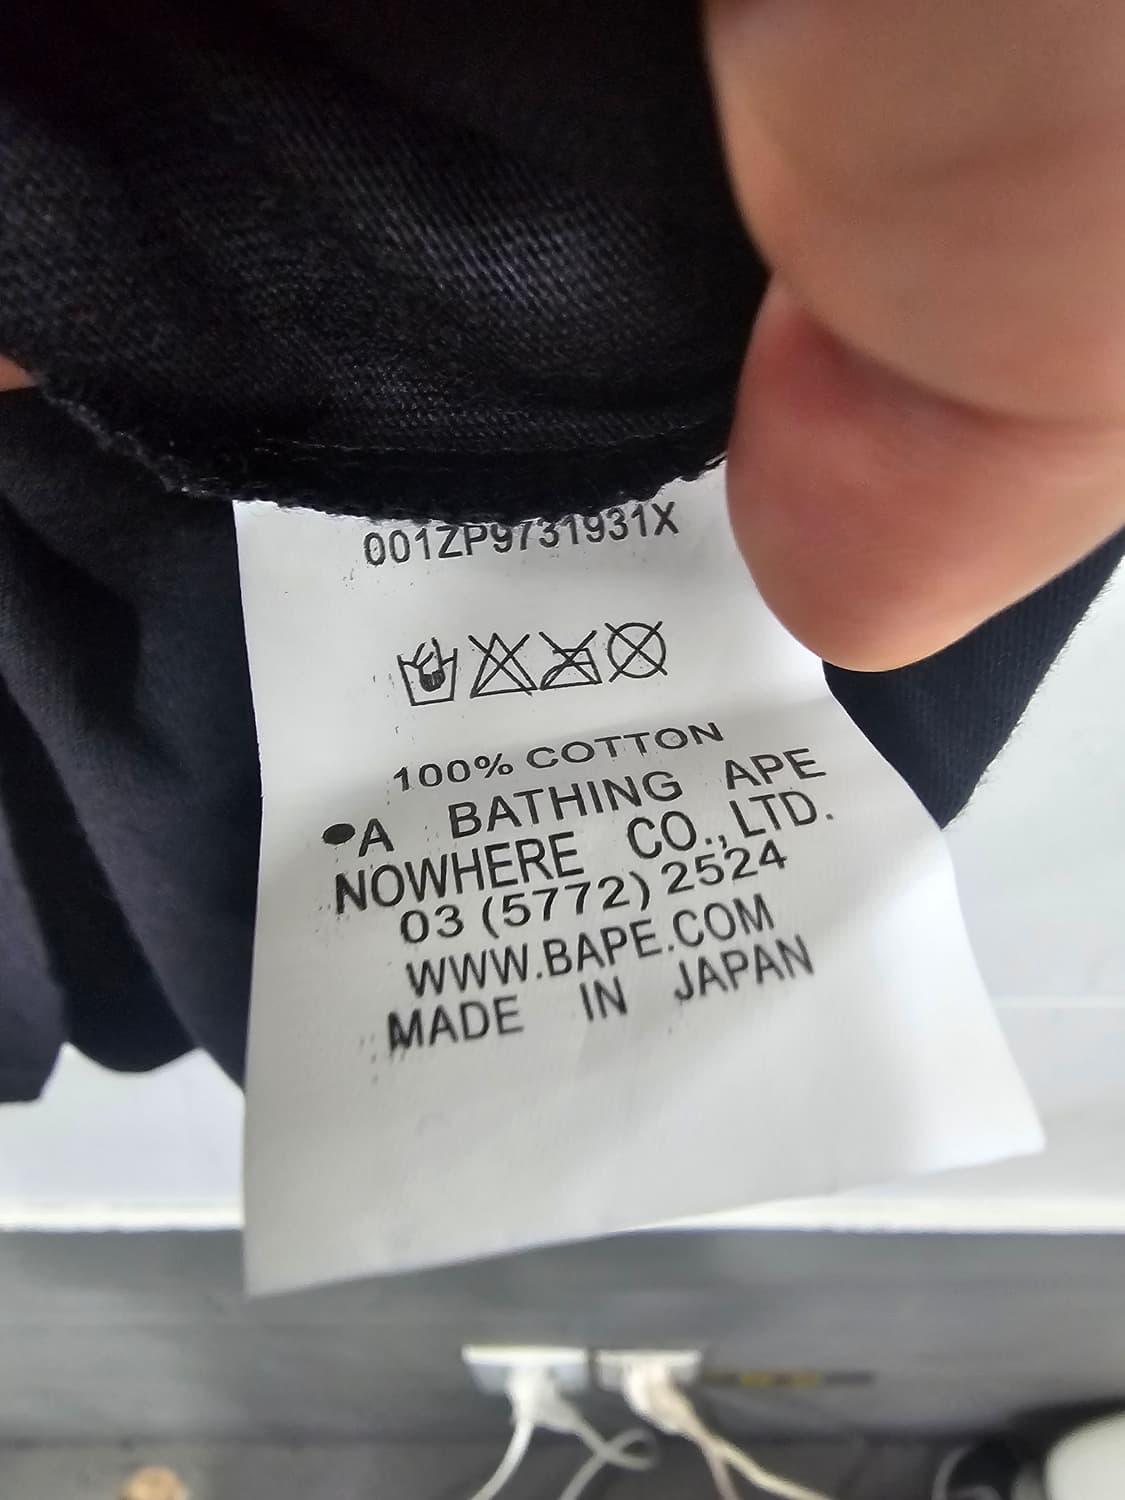 001ZP9731931X
100% COTTON
●A BATHING APE
NOWHERE CO.,LTD.
03 (5772) 2524
WWW.BAPE.COM
MADE IN JAPAN